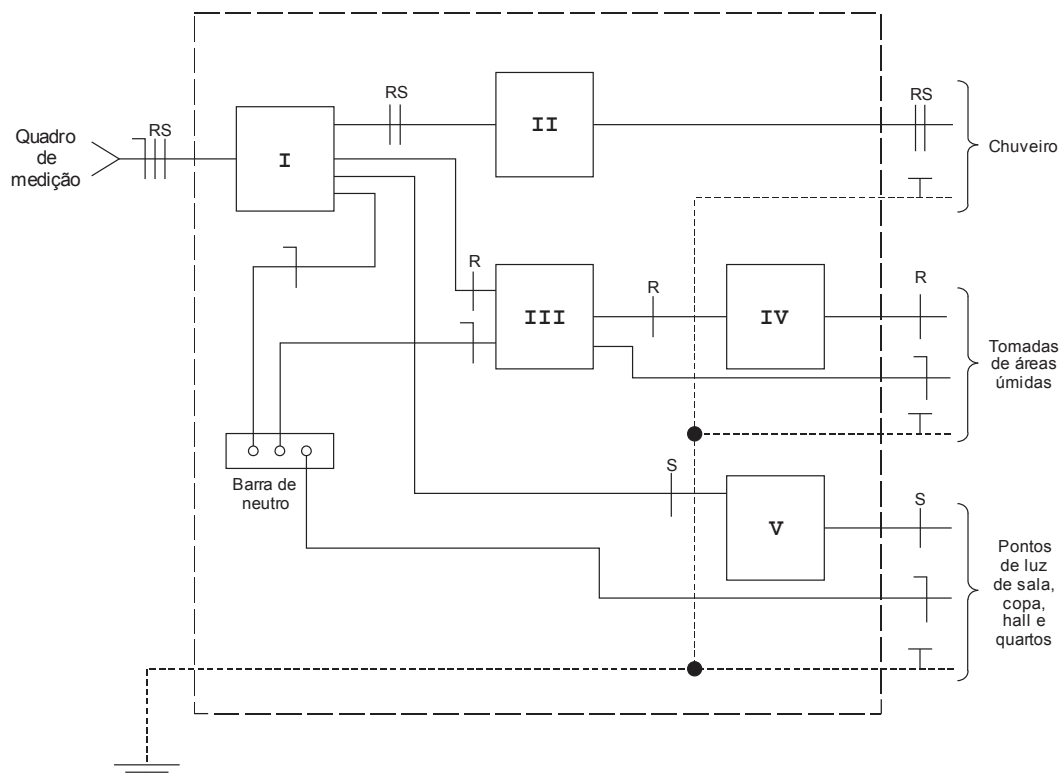 RS
RS
RS
Quadro
de
medição
I
II
Chuveiro
R
R
R
III
IV
Tomadas
de áreas
úmidas
Barra de
neutro
S
S
V
Pontos
de luz
de sala,
copa,
hall e
quartos